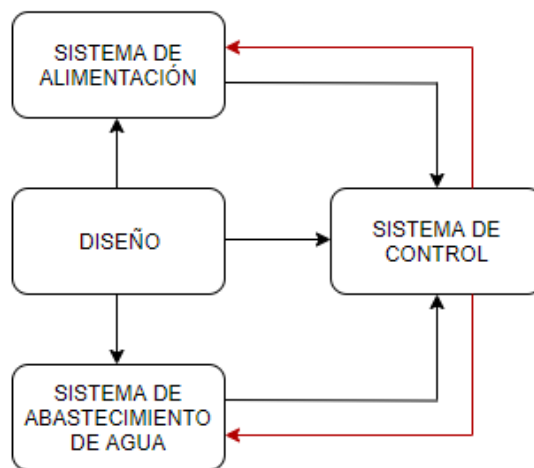 SISTEMA DE
ALIMENTACIÓN
DISEÑO
SISTEMA DE
CONTROL
SISTEMA DE
ABASTECIMIENTO
DE AGUA